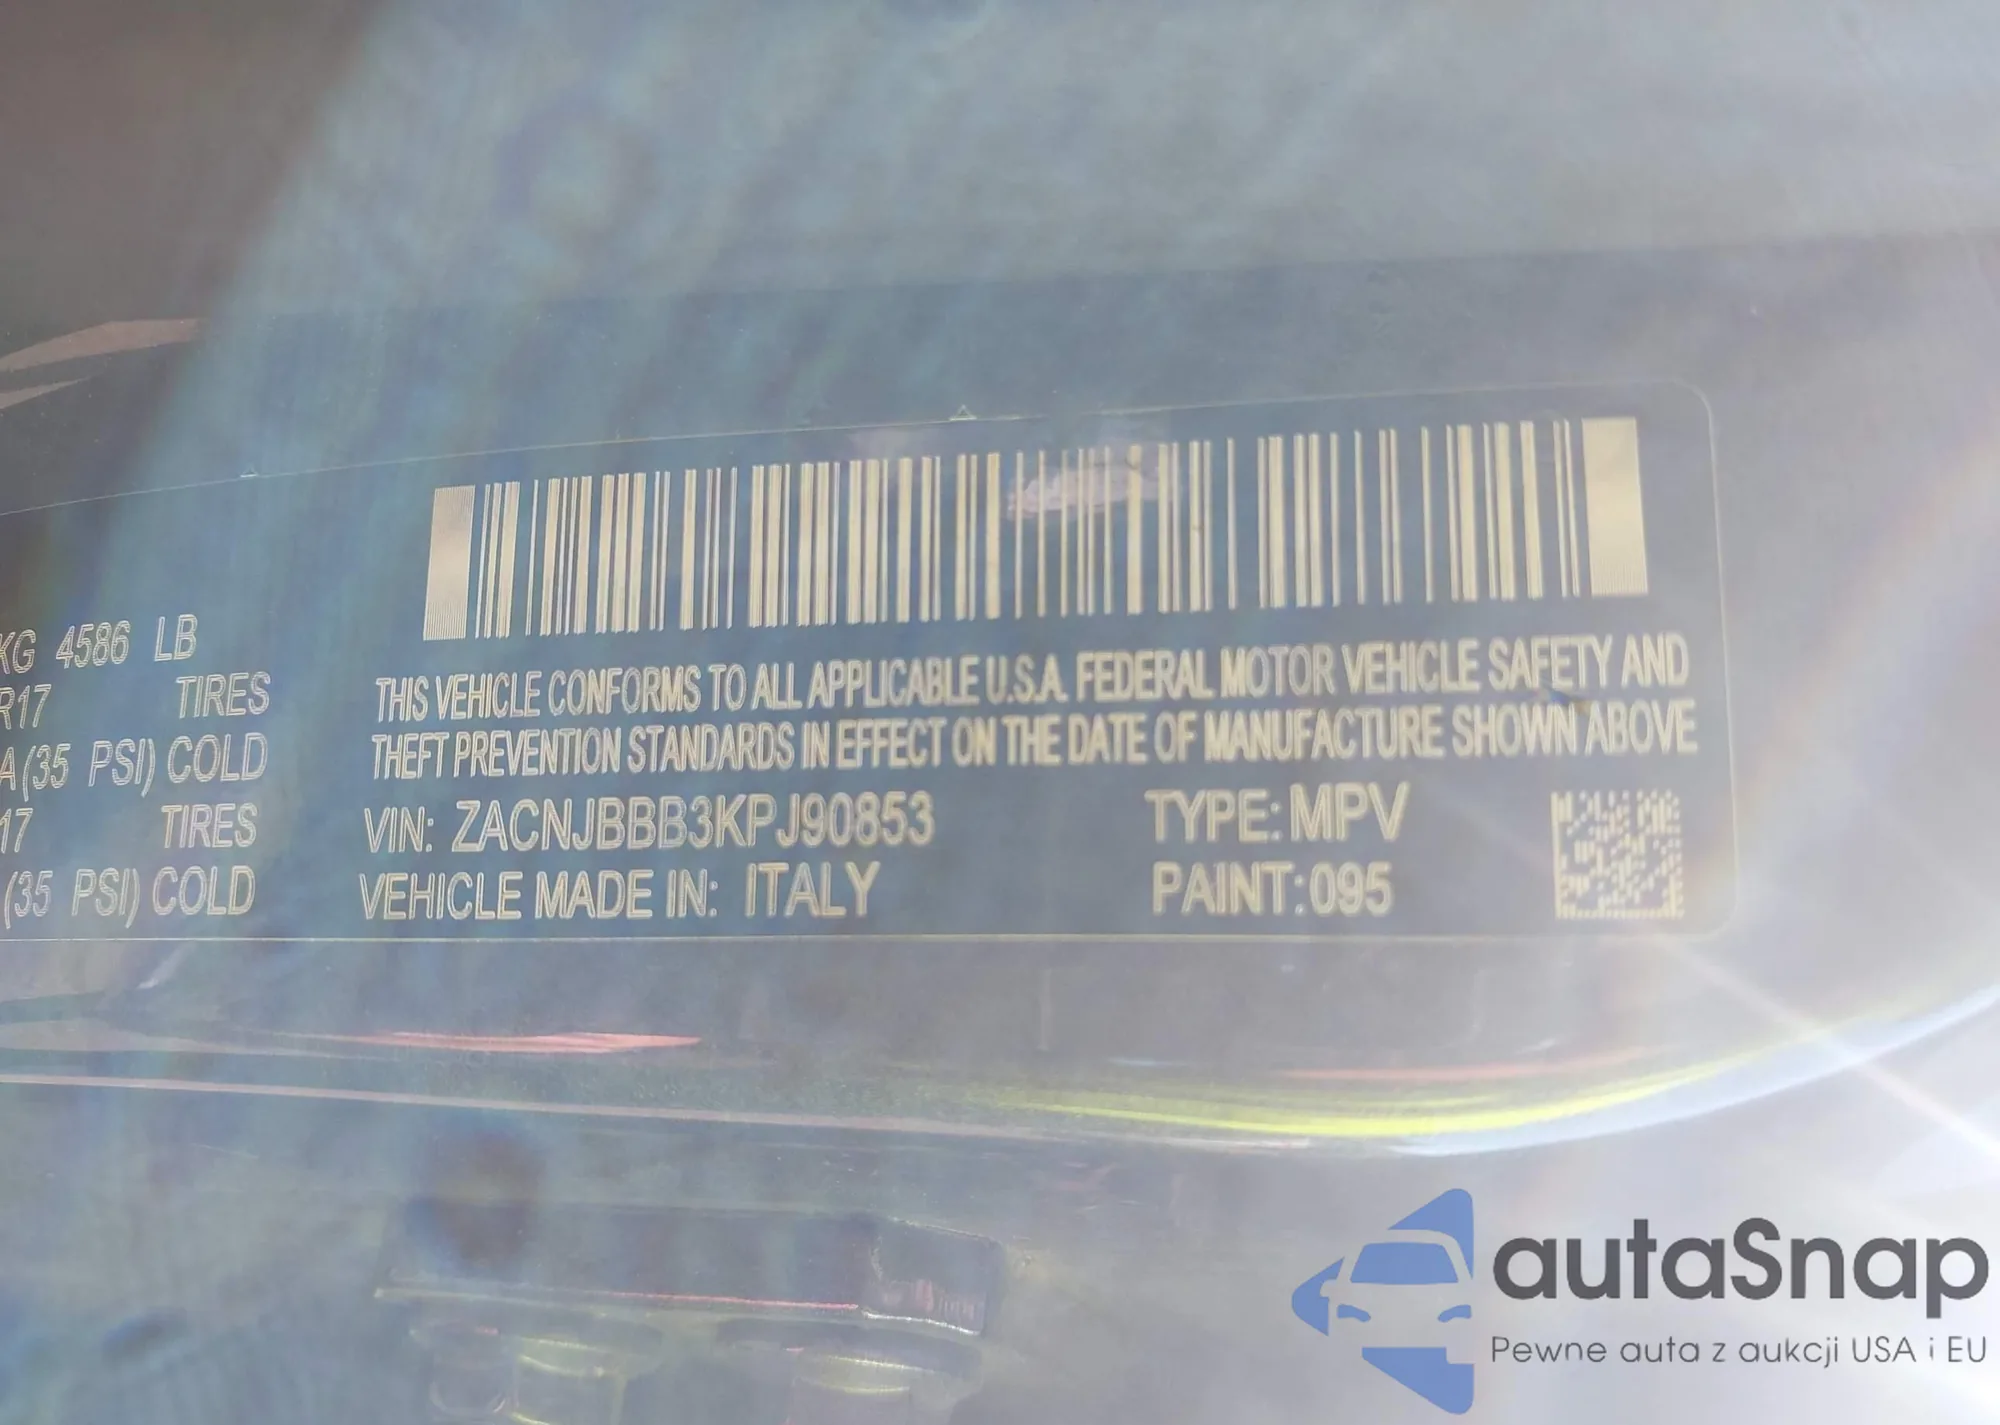 KG 4586 LB
R17 TIRES
A(35 PSI) COLD
17 TIRES
(35 PSI) COLD
THIS VEHICLE CONFORMS TO ALL APPLICABLE U.S.A. FEDERAL MOTOR VEHICLE SAFETY AND
THEFT PREVENTION STANDARDS IN EFFECT ON THE DATE OF MANUFACTURE SHOWN ABOVE
VIN: ZACNJBBB3KPJ90853 TYPE: MPV
VEHICLE MADE IN: ITALY PAINT: 095
autaSnap
Pewne auta z aukcji USA i EU